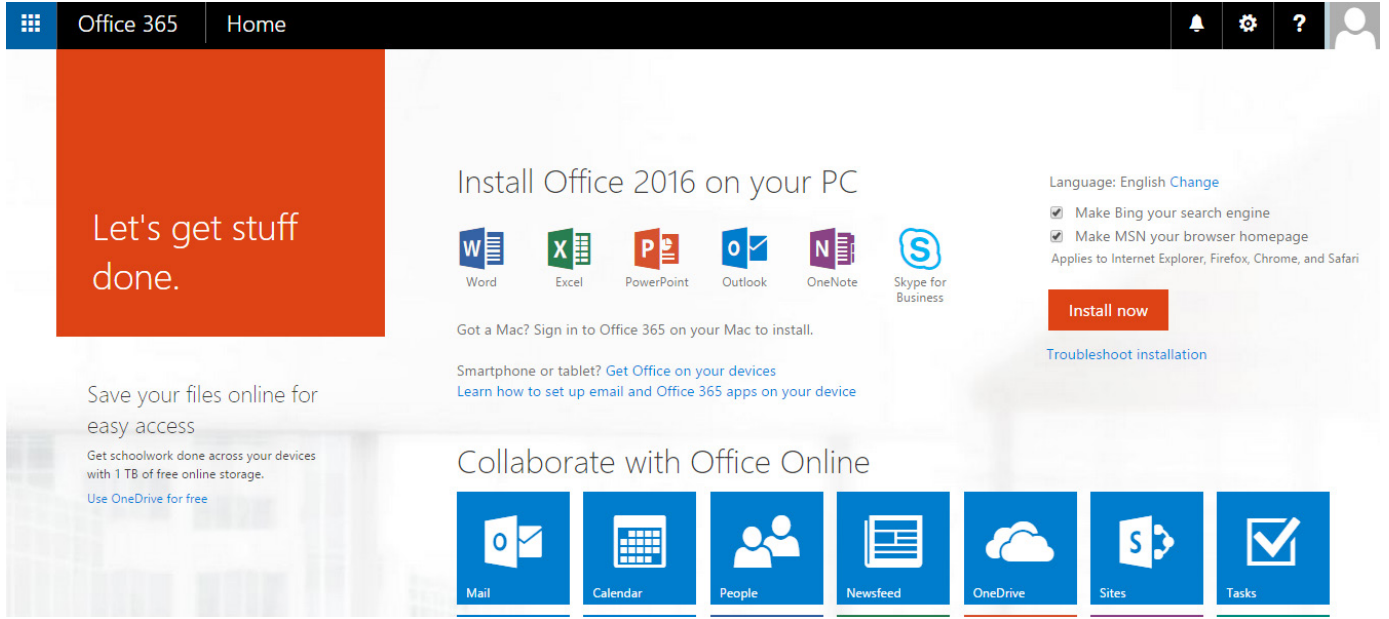 Office 365
Home
?
Let's get stuff
done.
Save your files online for
easy access
Get schoolwork done across your devices
with 1 TB of free online storage.
Use OneDrive for free
Install Office 2016 on your PC
W
X
P
O
N
S
Word
Excel
PowerPoint
Outlook
OneNote
Skype for
Business
Got a Mac? Sign in to Office 365 on your Mac to install.
Smartphone or tablet? Get Office on your devices
Learn how to set up email and Office 365 apps on your device
Language: English Change
Make Bing your search engine
Make MSN your browser homepage
Applies to Internet Explorer, Firefox, Chrome, and Safari
Install now
Troubleshoot installation
Collaborate with Office Online
O
S
Mail
Calendar
People
Newsfeed
OneDrive
Sites
Tasks